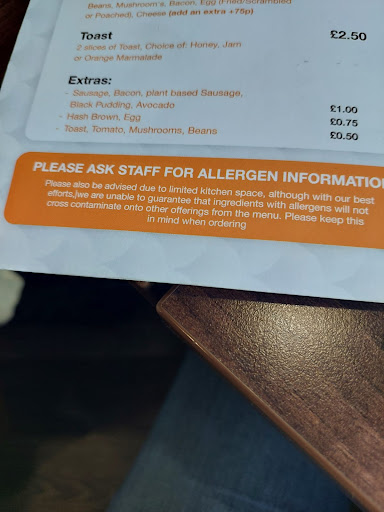 Beans, Mushroom's, Bacon, Egg (Fried/Scrambled
or Poached), Cheese (add an extra +75p)
Toast £2.50
2 slices of Toast, Choice of: Honey, Jam
or Orange Marmalade
Extras:
- Sausage, Bacon, plant based Sausage,
Black Pudding, Avocado £1.00
- Hash Brown, Egg £0.75
- Toast, Tomato, Mushrooms, Beans £0.50
PLEASE ASK STAFF FOR ALLERGEN INFORMATION
Please also be advised due to limited kitchen space, although with our best
efforts,jwe are unable to guarantee that ingredients with allergens will not
cross contaminate onto other offerings from the menu. Please keep this
in mind when ordering